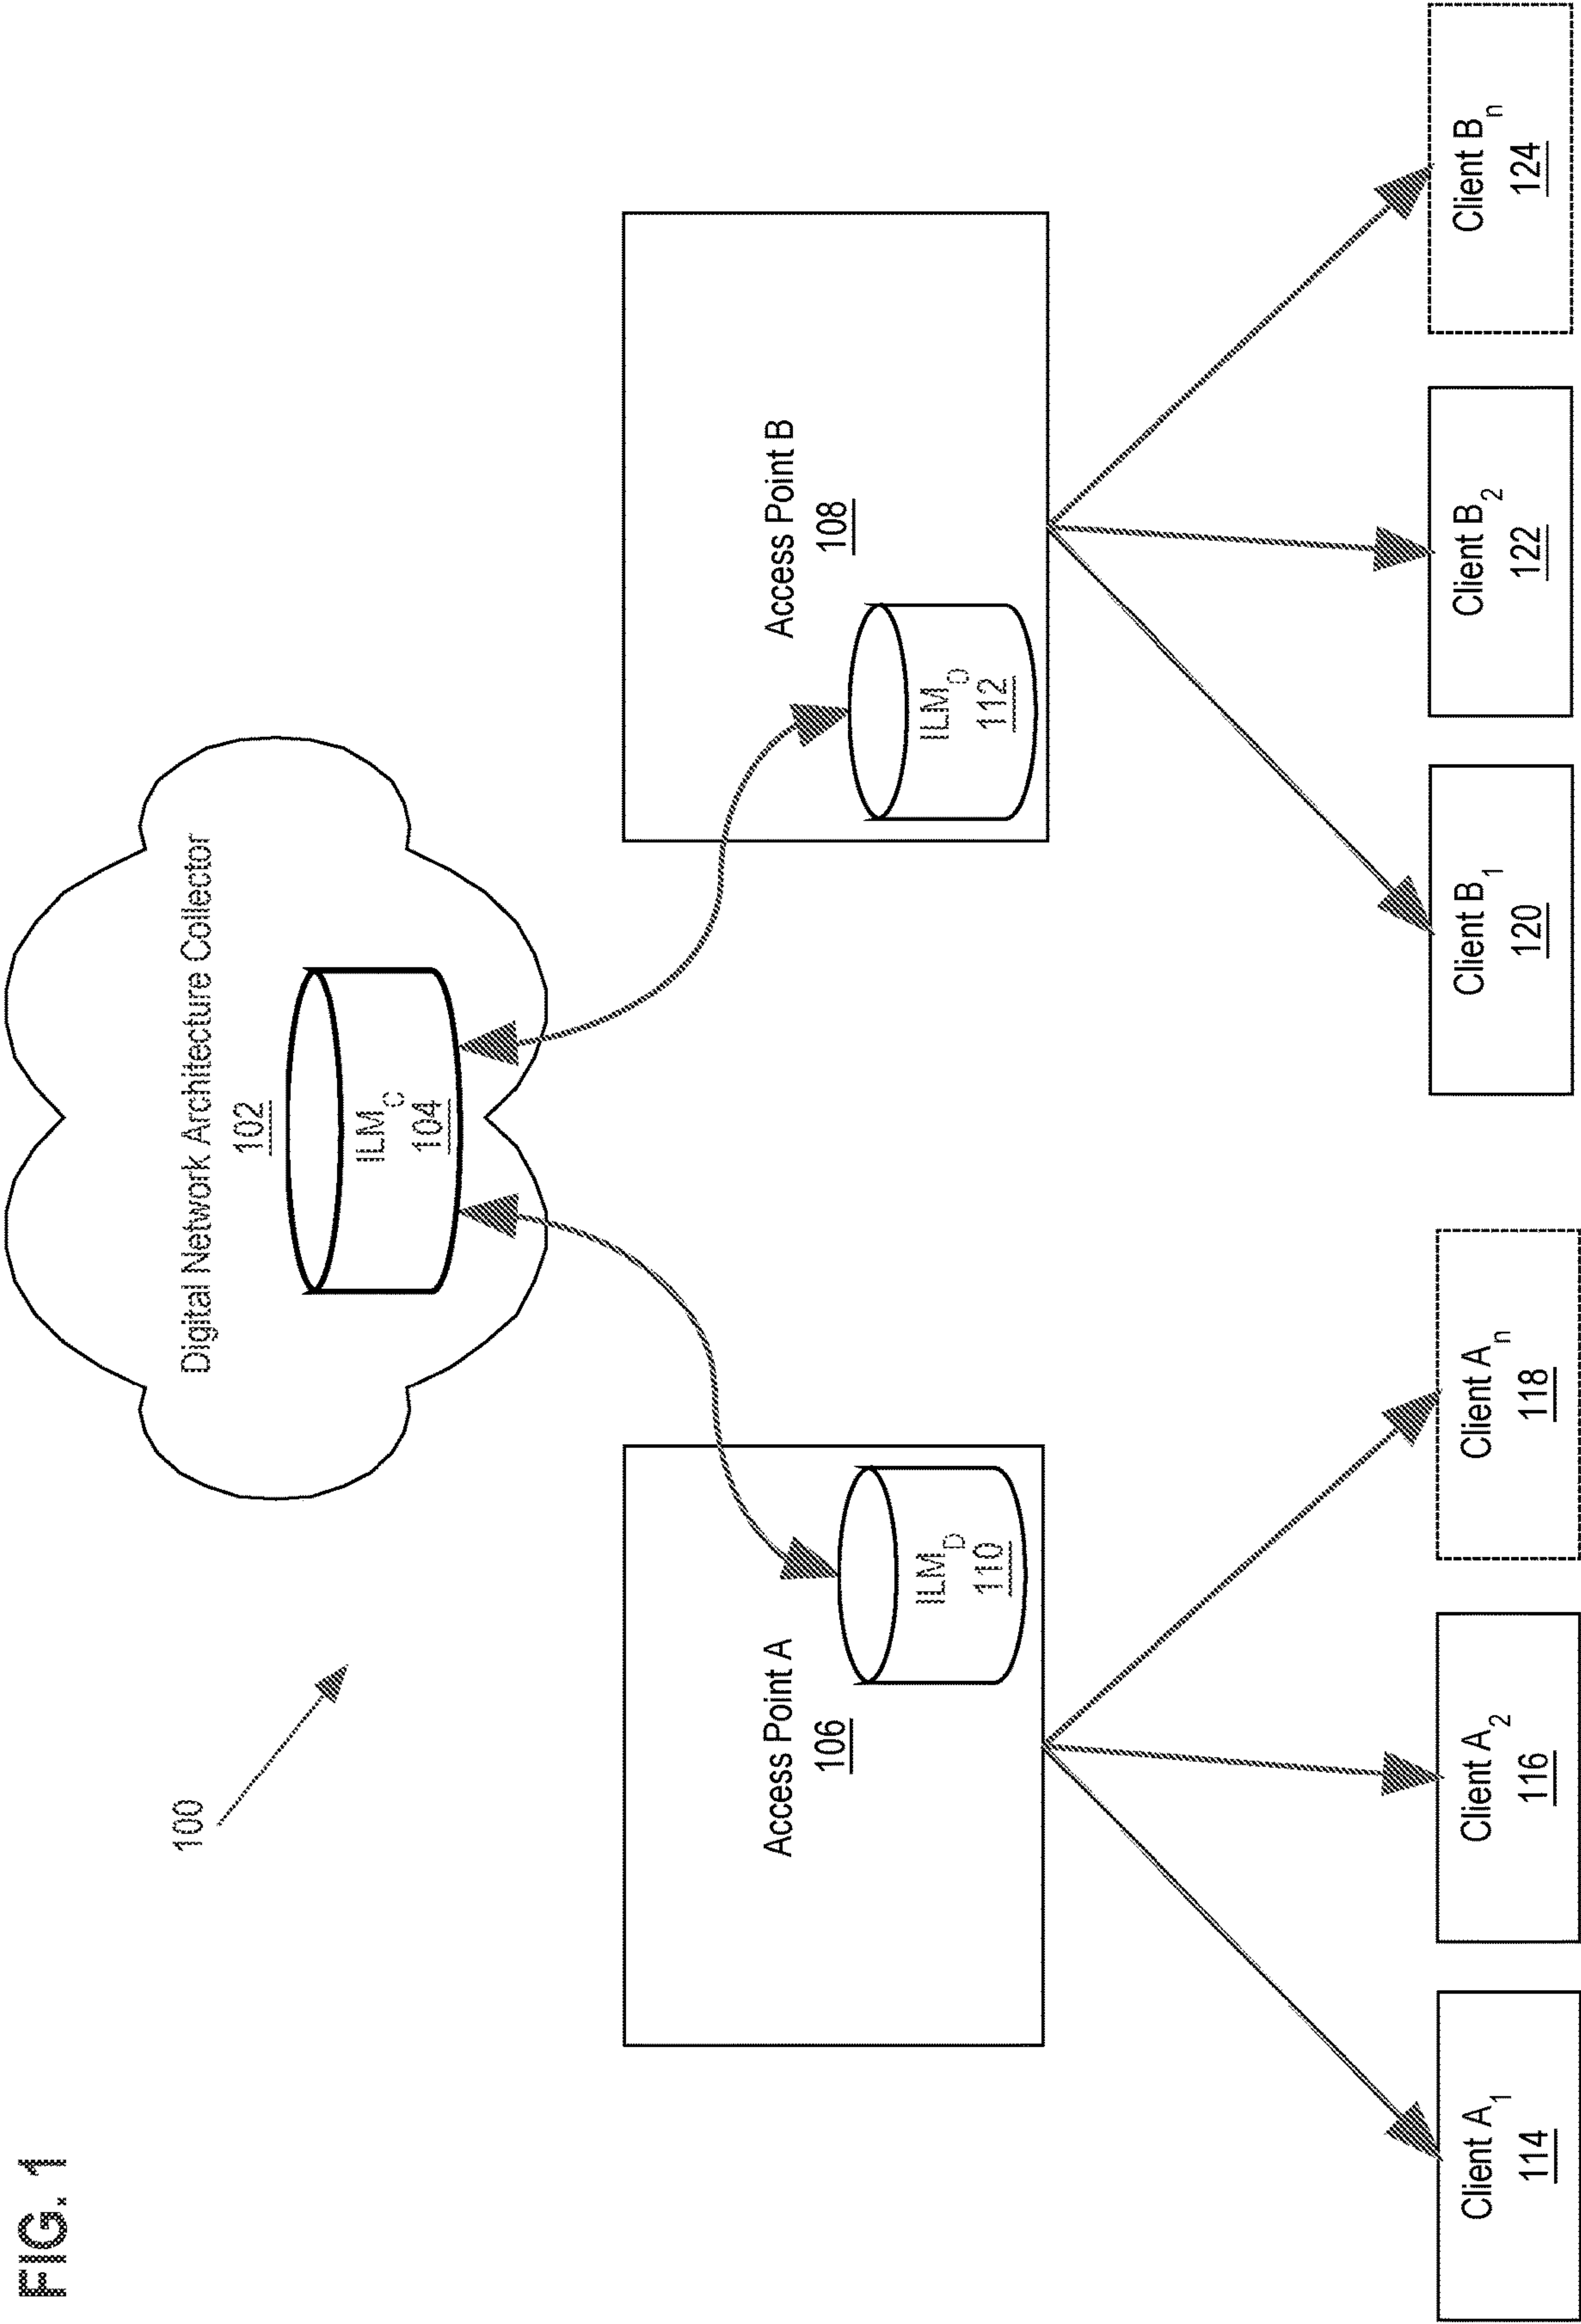 FIG. 1
100
Digital Network Architecture Collector
102
ILM_C
104
Access Point A
106
ILM_D
110
Access Point B
108
ILM_D
112
Client A_1
114
Client A_2
116
Client A_n
118
Client B_1
120
Client B_2
122
Client B_n
124